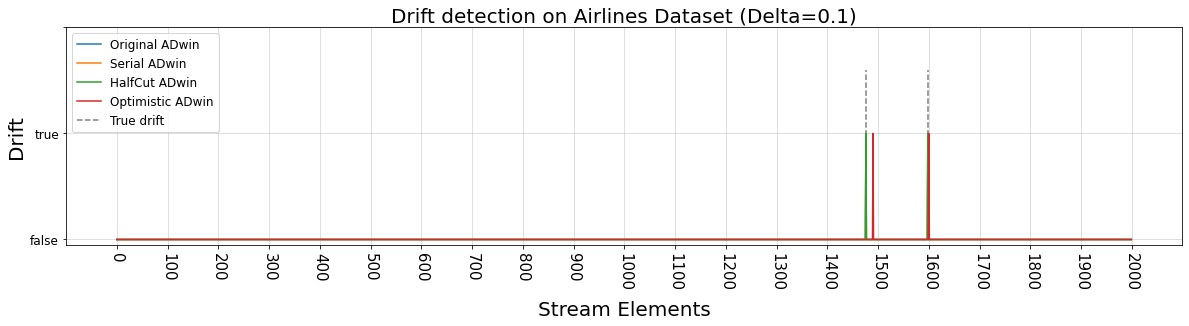 Drift detection on Airlines Dataset (Delta=0.1)
Original ADwin
Serial ADwin
HalfCut ADwin
Optimistic ADwin
True drift
Drift
true
false
0 100 200 300 400 500 600 700 800 900 1000 1100 1200 1300 1400 1500 1600 1700 1800 1900 2000
Stream Elements